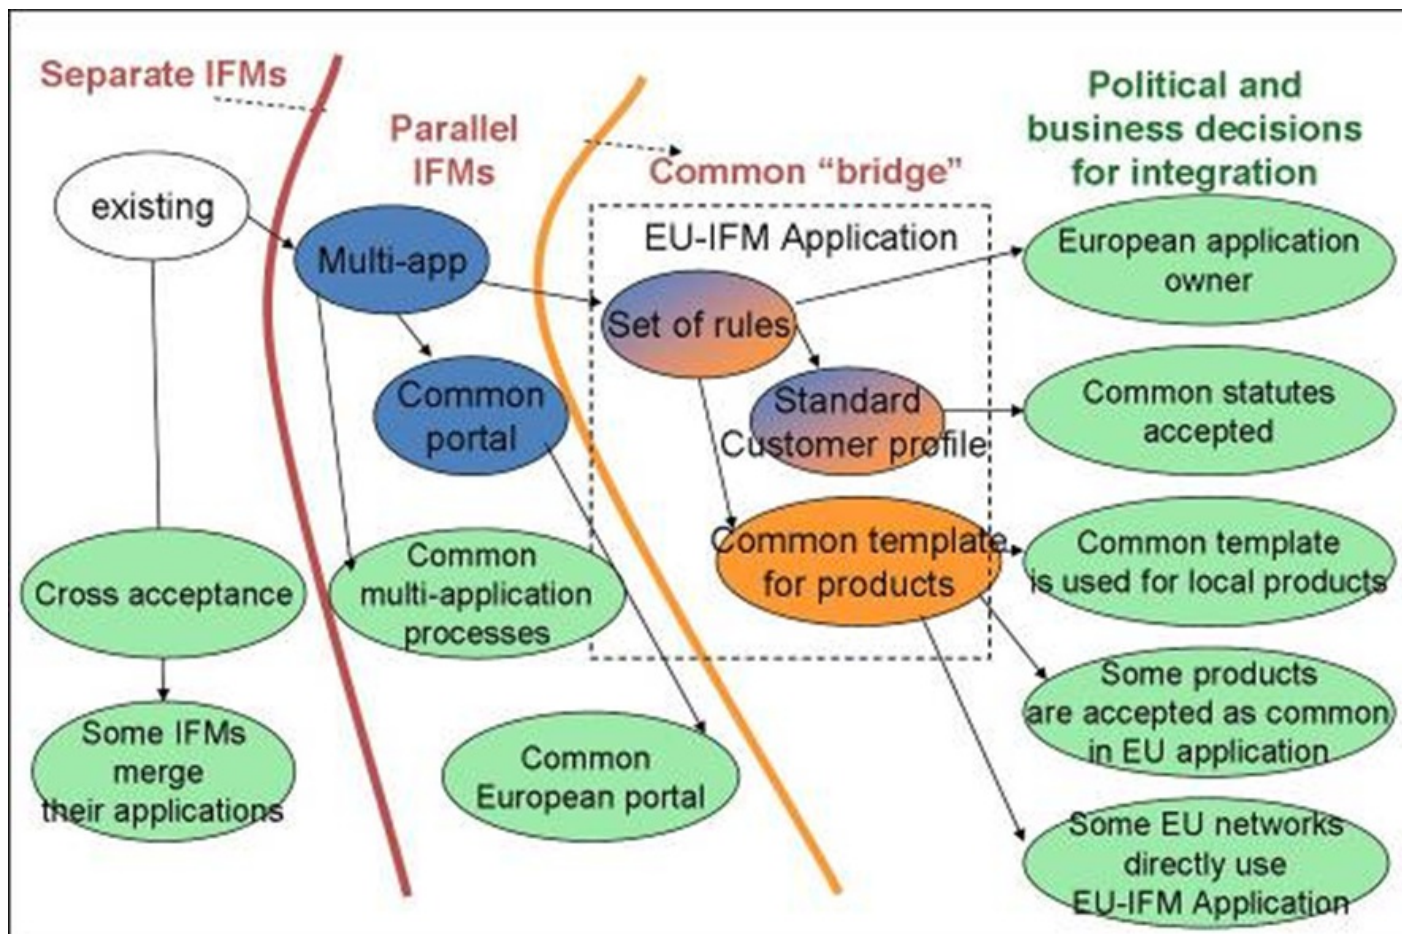 Separate IFMs
Parallel
IFMs
Common “bridge”
Political and
business decisions
for integration
existing
Multi-app
Common
portal
EU-IFM Application
Set of rules
Standard
Customer profile
Common template
for products
European application
owner
Common statutes
accepted
Common template
is used for local products
Some products
are accepted as common
in EU application
Some EU networks
directly use
EU-IFM Application
Cross acceptance
Common
multi-application
processes
Some IFMs
merge
their applications
Common
European portal